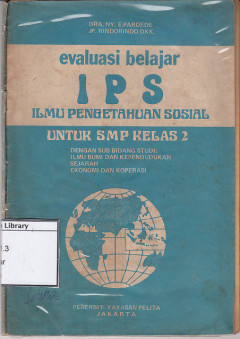 DRA. NY. E.PARDEDE
JP. RINDORINDO DKK.
evaluasi belajar
IPS
ILMU PENGETAHUAN SOSIAL
UNTUK SMP KELAS 2
DENGAN SUB BIDANG STUDI:
ILMU BUMI DAN KEPENDUDUKAN
SEJARAH
EKONOMI DAN KOPERASI
Library
PENERBIT: YAYASAN PELITA
JAKARTA